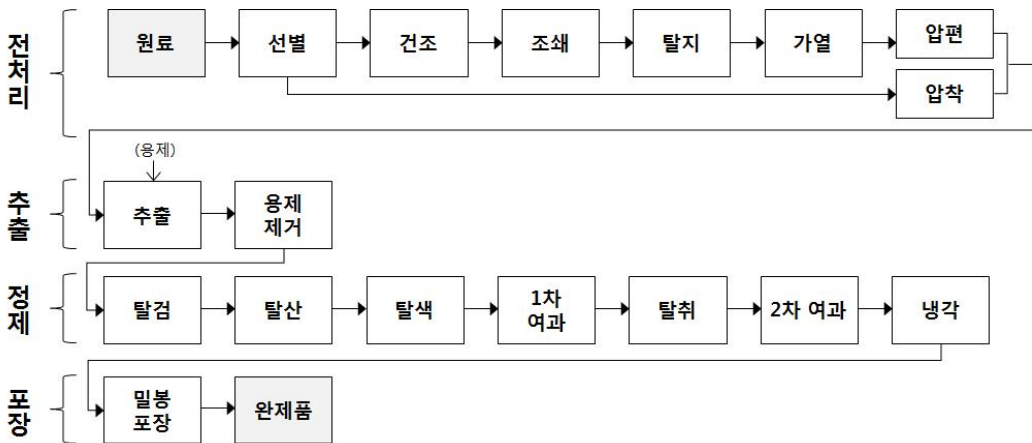 전처리
원료
선별
건조
조쇄
탈지
가열
압편
압착
추출
(용제)
추출
용제
제거
정제
탈검
탈산
탈색
1차
여과
탈취
2차 여과
냉각
포장
밀봉
포장
완제품